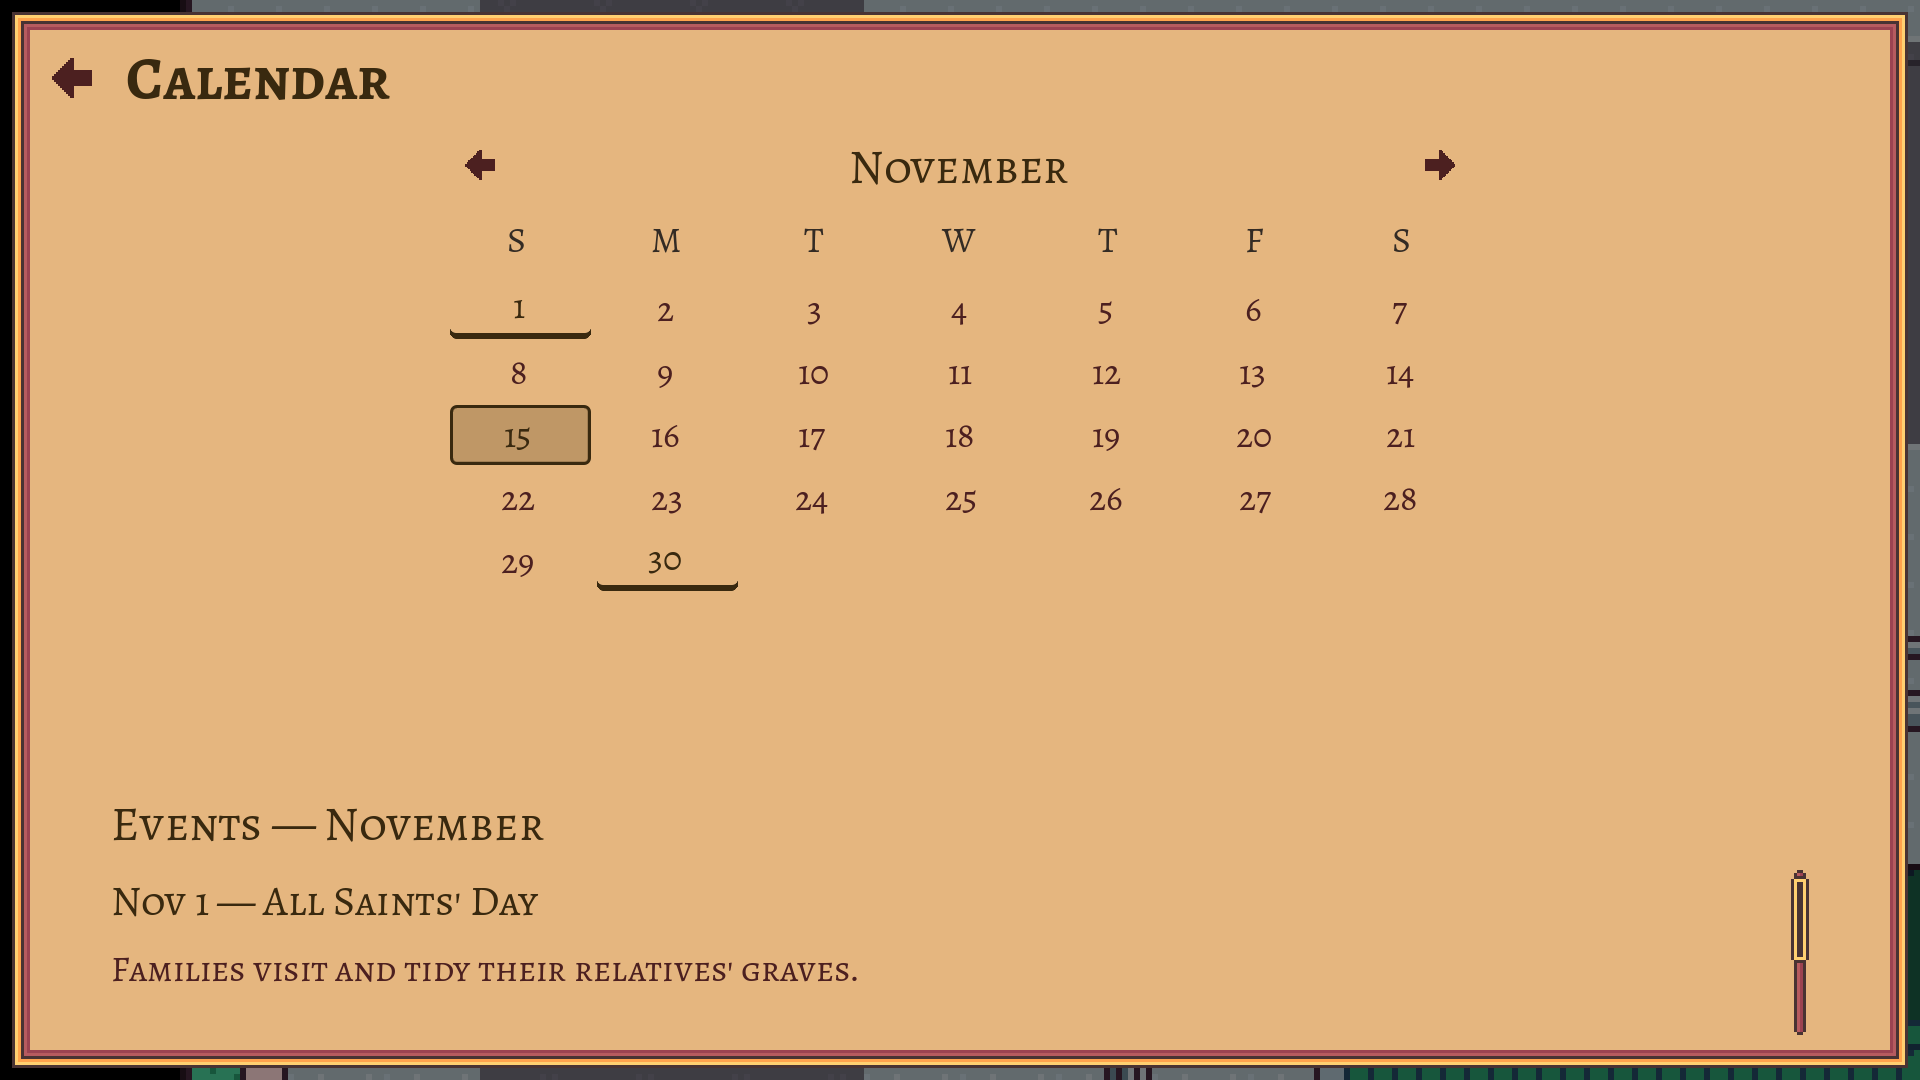 Calendar
November
S M T W T F S
1 2 3 4 5 6 7
8 9 10 11 12 13 14
15 16 17 18 19 20 21
22 23 24 25 26 27 28
29 30
Events — November
Nov 1 — All Saints' Day
Families visit and tidy their relatives' graves.